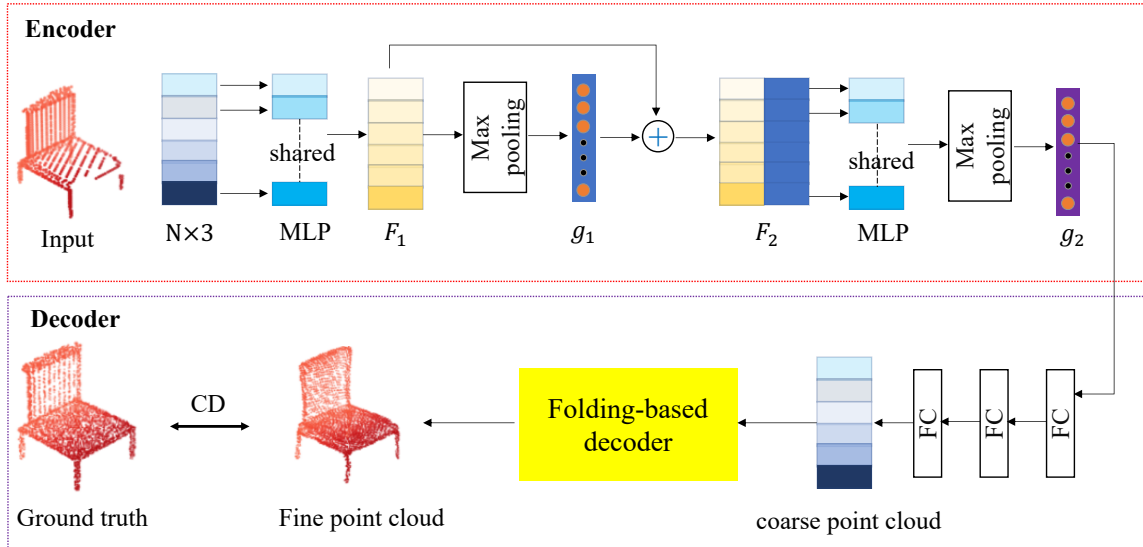 Encoder
Max
pooling
Max
pooling
shared
shared
Input
N×3
MLP
F₁
g₁
+
F₂
MLP
g₂
Decoder
CD
Folding-based
decoder
FC
FC
FC
Ground truth
Fine point cloud
coarse point cloud